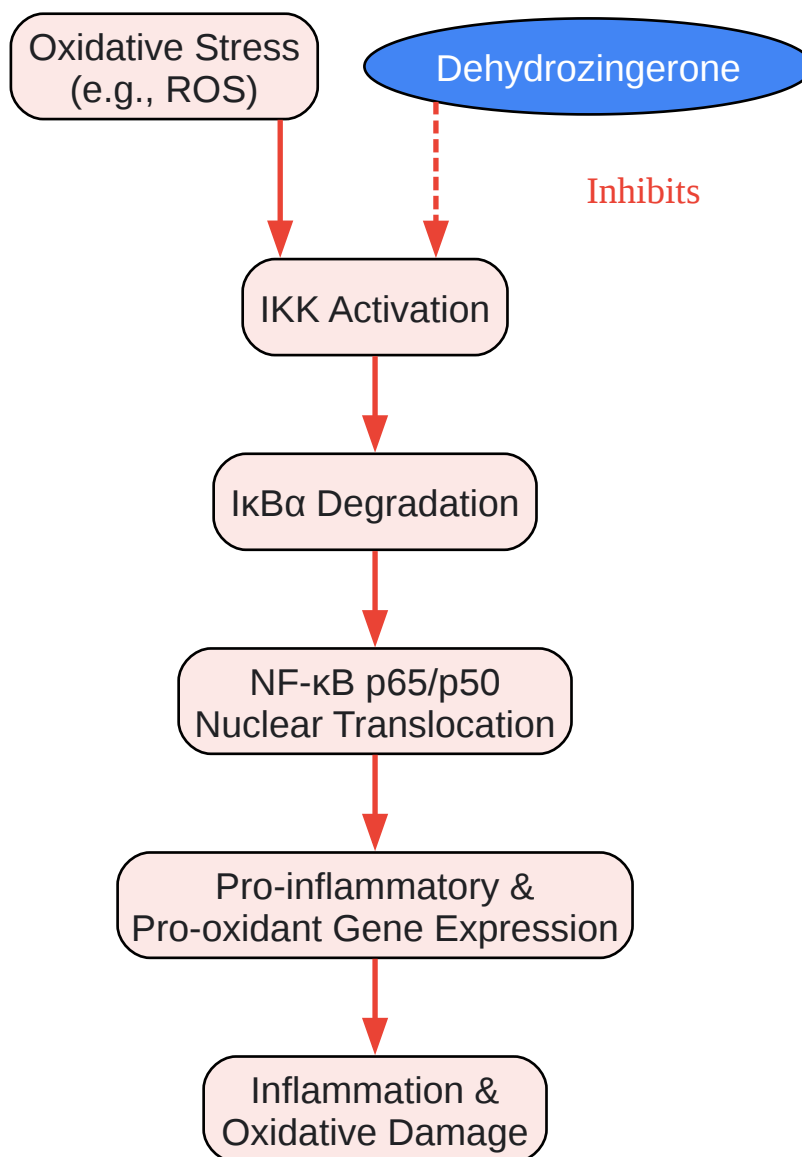 Oxidative Stress
(e.g., ROS)
Dehydrozingerone
Inhibits
IKK Activation
IκBα Degradation
NF-κB p65/p50
Nuclear Translocation
Pro-inflammatory &
Pro-oxidant Gene Expression
Inflammation &
Oxidative Damage